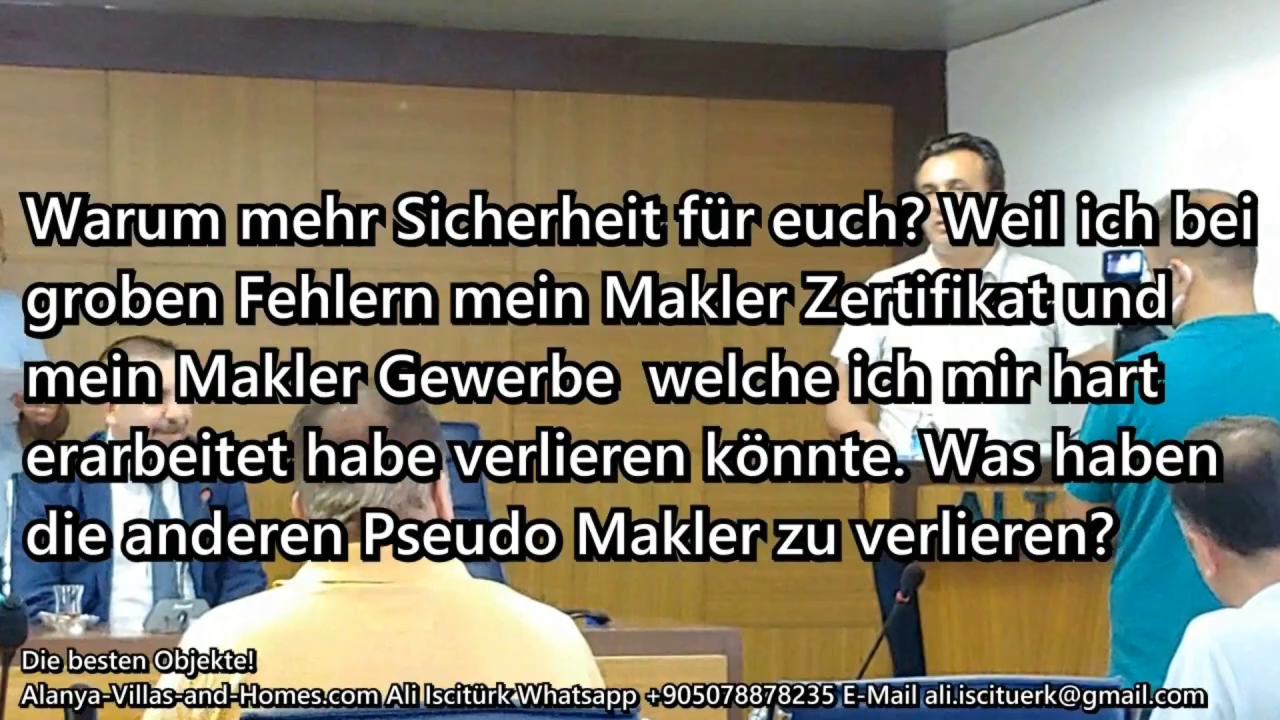 Warum mehr Sicherheit für euch? Weil ich bei
groben Fehlern mein Makler Zertifikat und
mein Makler Gewerbe  welche ich mir hart
erarbeitet habe verlieren könnte. Was haben
die anderen Pseudo Makler zu verlieren?
ALT
Die besten Objekte!
Alanya-Villas-and-Homes.com Ali Iscitürk Whatsapp +905078878235 E-Mail ali.iscituerk@gmail.com